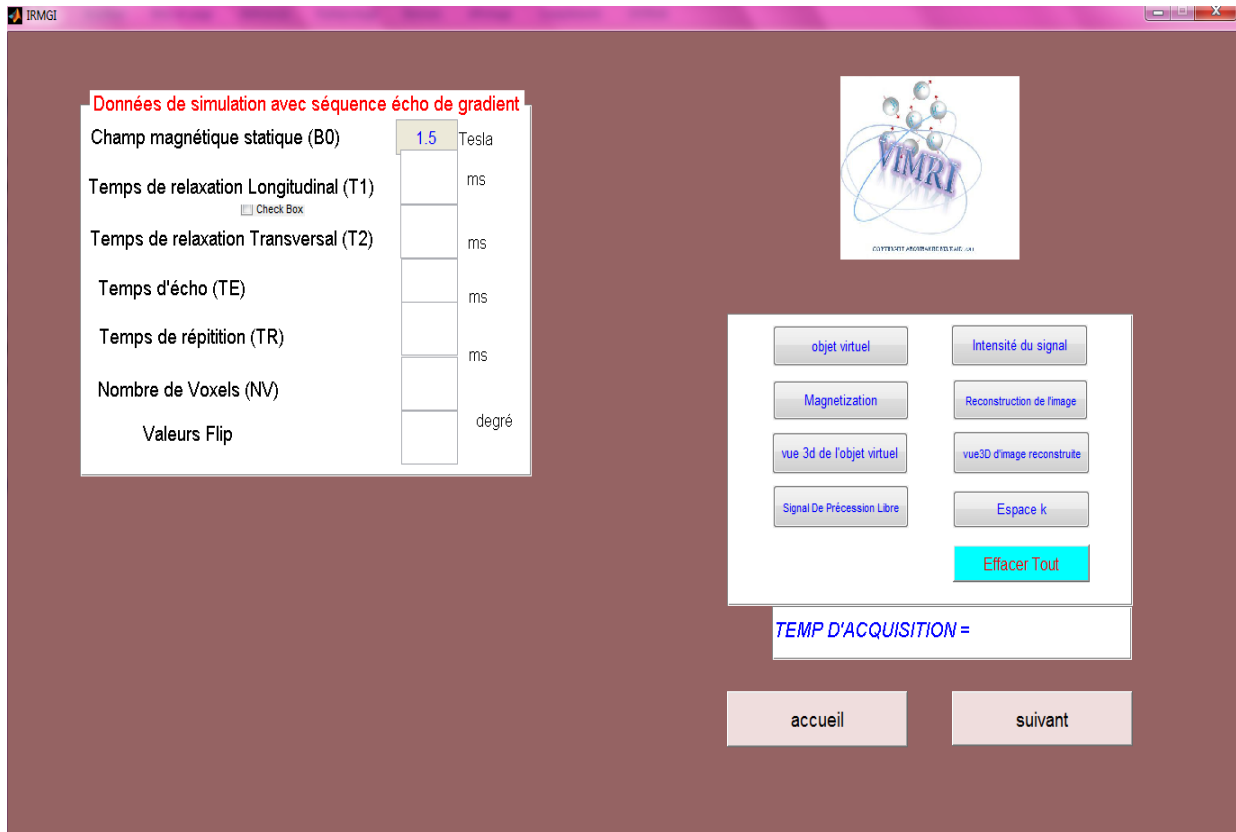 IRMGI
Données de simulation avec séquence écho de gradient
Champ magnétique statique (B0)
1.5
Tesla
Temps de relaxation Longitudinal (T1)
ms
Check Box
Temps de relaxation Transversal (T2)
ms
Temps d'écho (TE)
ms
Temps de répitition (TR)
ms
Nombre de Voxels (NV)
Valeurs Flip
degré
VIMRI
COPYRIGHT
objet virtuel
Intensité du signal
Magnetization
Reconstruction de l'image
vue 3d de l'objet virtuel
vue3D d'image reconstruite
Signal De Précession Libre
Espace k
Effacer Tout
TEMP D'ACQUISITION =
accueil
suivant